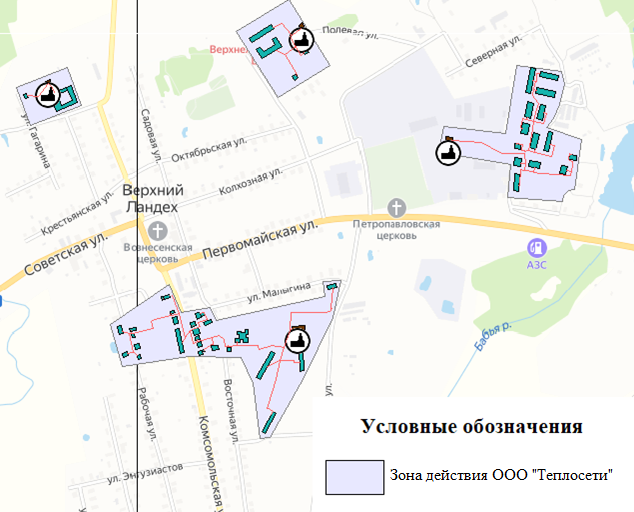 Полевая ул.
Верхне
Северная ул.
ул. Гагарина
Садовая ул.
Октябрьская ул.
Колхозная ул.
Крестьянская ул.
Верхний
Ландех
Вознесенская
церковь
Советская ул.
Первомайская ул.
Петропавловская
церковь
АЗС
Бабья р.
ул. Малыгина
Рабочая ул.
Восточная ул.
Комсомольская
ул.
ул. Энтузиастов
Условные обозначения
Зона действия ООО "Теплосети"